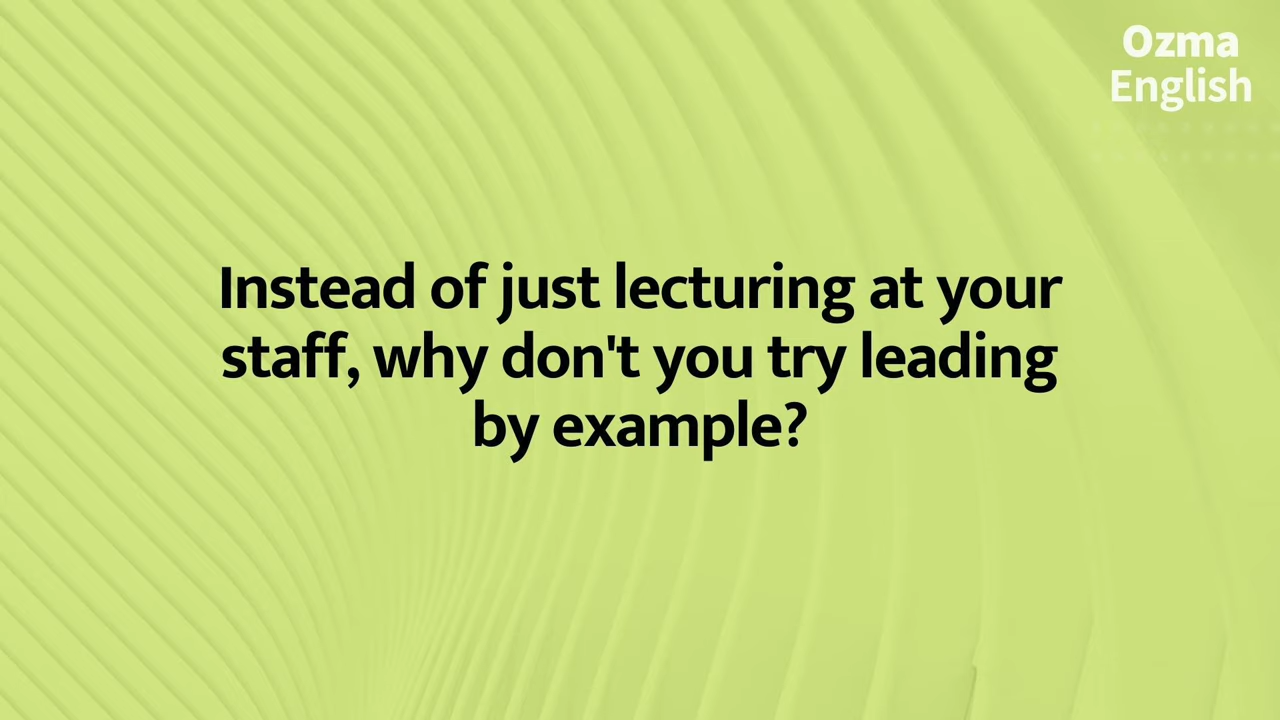 Ozma
English
Instead of just lecturing at your
staff, why don't you try leading
by example?